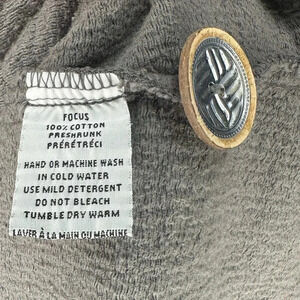 FOCUS
100% COTTON
PRESHRUNK
PRÉRÉTRÉCI
HAND OR MACHINE WASH
IN COLD WATER
USE MILD DETERGENT
DO NOT BLEACH
TUMBLE DRY WARM
LAVER À LA MAIN OU MACHINE